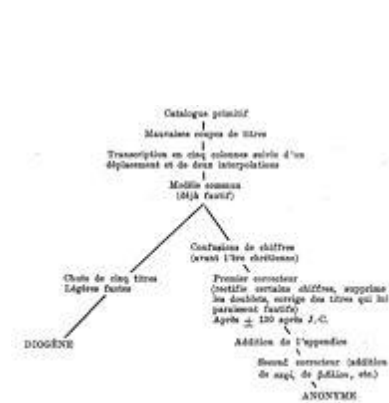 Catalogue primitif
Mauvaises coupes de titres
Transcription en cinq colonnes suivie d'un
déplacement et de deux interpolations
Modèle commun
(déjà fautif)
Confusions de chiffres
(avant l'ère chrétienne)
Chute de cinq titres
Légères fautes
Premier correcteur
(rectifie certains chiffres, supprime
les doublets, corrige des titres qui lui
paraissent fautifs)
Après ± 130 après J.-C.
DIOGÈNE
Addition de l'appendice
Second correcteur (addition
de περί, de βιβλίον, etc.)
ANONYME